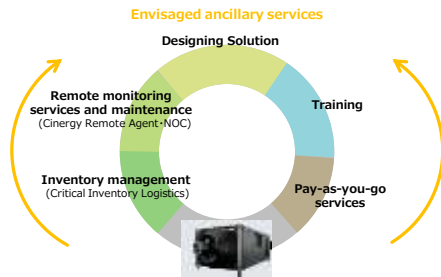 Envisaged ancillary services
Designing Solution
Remote monitoring
services and maintenance
(Cinergy Remote Agent・NOC)
Training
Inventory management
(Critical Inventory Logistics)
Pay-as-you-go
services